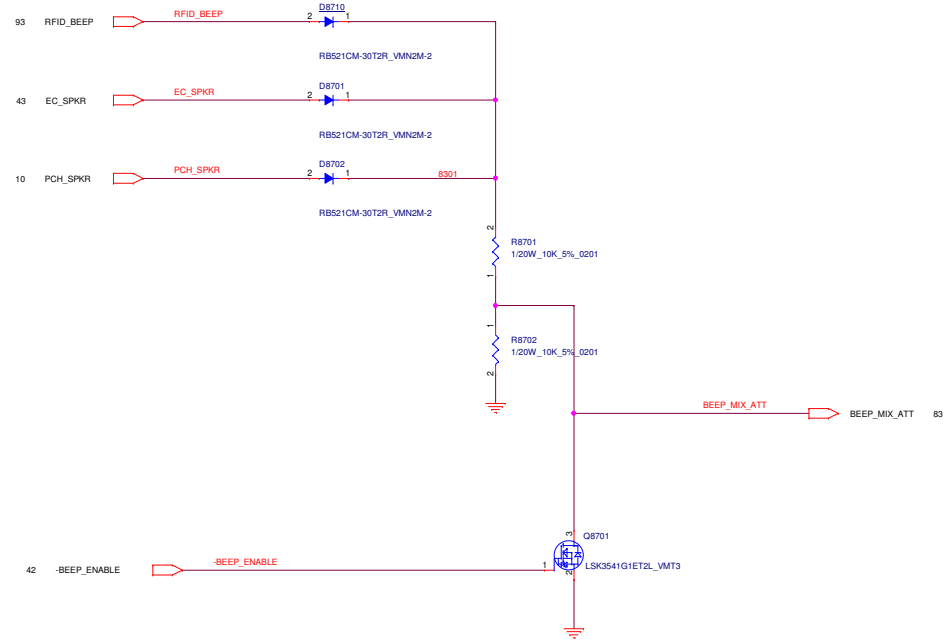 D8710
93 RFID_BEEP RFID_BEEP 2 1
RB521CM-30T2R_VMN2M-2
D8701
43 EC_SPKR EC_SPKR 2 1
RB521CM-30T2R_VMN2M-2
D8702
10 PCH_SPKR PCH_SPKR 2 1 8301
RB521CM-30T2R_VMN2M-2
2
R8701
1/20W_10K_5%_0201
1
1
R8702
1/20W_10K_5%_0201
2
BEEP_MIX_ATT
BEEP_MIX_ATT 83
3
Q8701
42 -BEEP_ENABLE -BEEP_ENABLE 1
LSK3541G1ET2L_VMT3
2